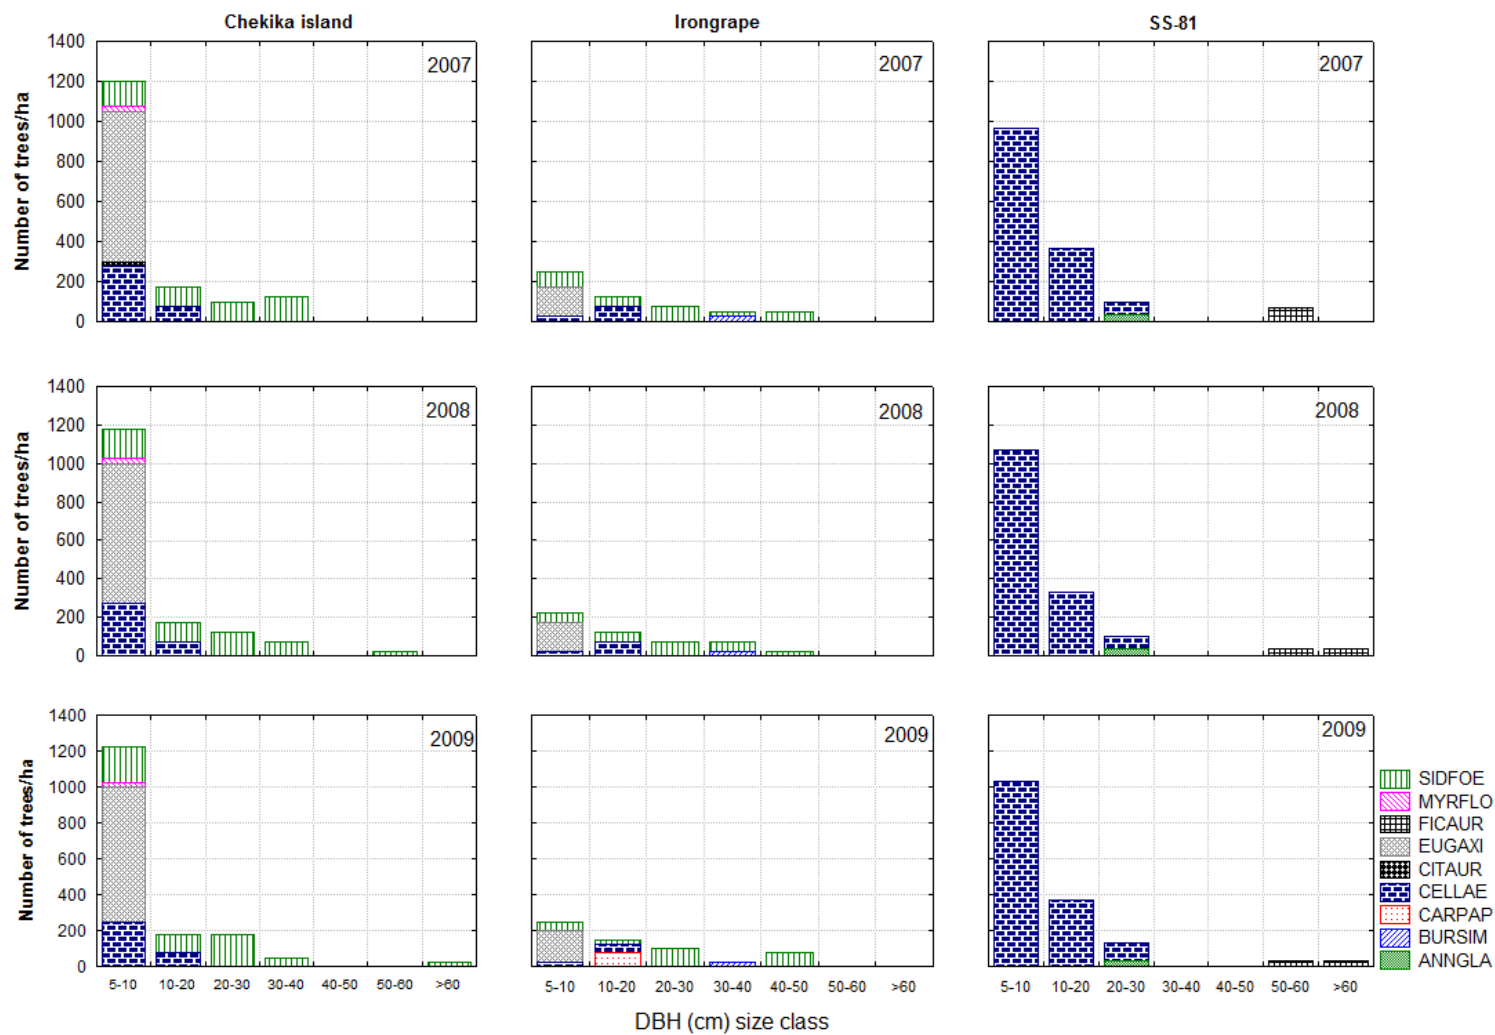 Chekika island
Irongrape
SS-81
Number of trees/ha
1400
1200
1000
800
600
400
200
0
2007
2007
2007
Number of trees/ha
1400
1200
1000
800
600
400
200
0
2008
2008
2008
Number of trees/ha
1400
1200
1000
800
600
400
200
0
2009
2009
2009
5-10 10-20 20-30 30-40 40-50 50-60 >60
5-10 10-20 20-30 30-40 40-50 50-60 >60
5-10 10-20 20-30 30-40 40-50 50-60 >60
DBH (cm) size class
SIDFOE
MYRFLO
FICAUR
EUGAXI
CITAUR
CELLAE
CARPAP
BURSIM
ANNGLA